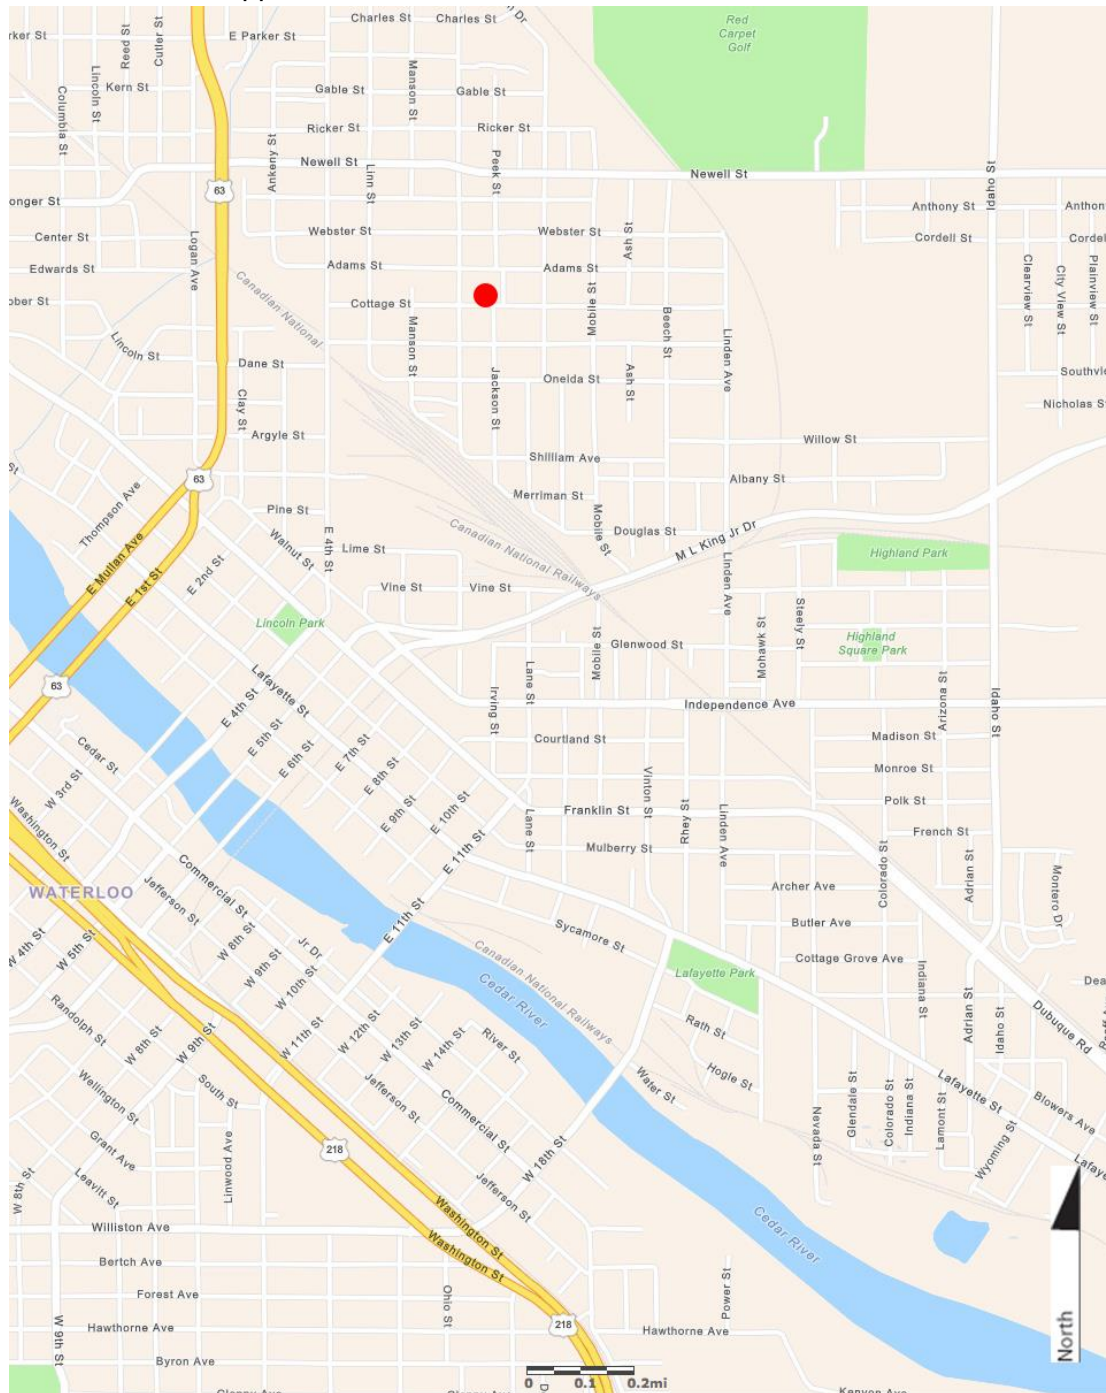 Charles St
Charles St
Dr
Red
Carpet
Golf
rker St
Reed St
Cutler St
E Parker St
Lincoln St
Kern St
Manson St
Gable St
Gable St
Columbia St
Ricker St
Ricker St
Ankeny St
Newell St
Linn St
Peek St
Newell St
Idaho St
63
onger St
Anthony St
Anthon
Center St
Logan Ave
Webster St
Webster St
Ash St
Cordell St
Cordel
Edwards St
Adams St
Adams St
Clearview St
City View St
Plainview St
Canadian National
ober St
Cottage St
Mobile St
Beech St
Lincoln St
Manson St
Linden Ave
Dane St
Jackson St
Oneida St
Ash St
Southvi
Clay St
Nicholas St
Argyle St
Willow St
St
63
Shilliam Ave
Albany St
Thompson Ave
Merriman St
Pine St
E 4th St
Walnut St
Canadian National Railways
Mobile St
Douglas St
M L King Jr Dr
E Mullan Ave
E 1st St
E 2nd St
Lime St
Highland Park
Vine St
Vine St
Linden Ave
Lincoln Park
Mohawk St
Steely St
Mobile St
Glenwood St
Highland
Square Park
Lafayette St
Lane St
63
E 4th St
Irving St
Independence Ave
Arizona St
Idaho St
E 5th St
E 6th St
E 7th St
Courtland St
Madison St
Cedar St
E 8th St
Vinton St
Monroe St
W 3rd St
E 9th St
E 10th St
Franklin St
Polk St
Washington St
Lane St
Rhey St
Linden Ave
French St
E 11th St
Mulberry St
Colorado St
Adrian St
Commercial St
WATERLOO
Jefferson St
Archer Ave
Montero Dr
E 11th St
Butler Ave
W 4th St
W 5th St
W 8th St
Jr Dr
Sycamore St
W 9th St
Canadian National Railways
Cottage Grove Ave
W 10th St
Lafayette Park
Indiana St
Dea
Cedar River
Randolph St
W 11th St
W 12th St
Rath St
Adrian St
Idaho St
Dubuque Rd
W 8th St
W 9th St
W 13th St
W 14th St
River St
Wellington St
South St
Jefferson St
Hogle St
Lafayette St
Water St
Commercial St
Glendale St
Colorado St
Indiana St
Lamont St
Blowers Ave
Grant Ave
Linwood Ave
218
W 18th St
Nevada St
Wyoming St
Lafaye
W 8th St
Leavitt St
Jefferson St
Williston Ave
Washington St
Cedar River
Bertch Ave
Washington St
Forest Ave
Ohio St
Power St
Hawthorne Ave
218
Hawthorne Ave
W 9th St
Byron Ave
North
0 0.1 0.2mi